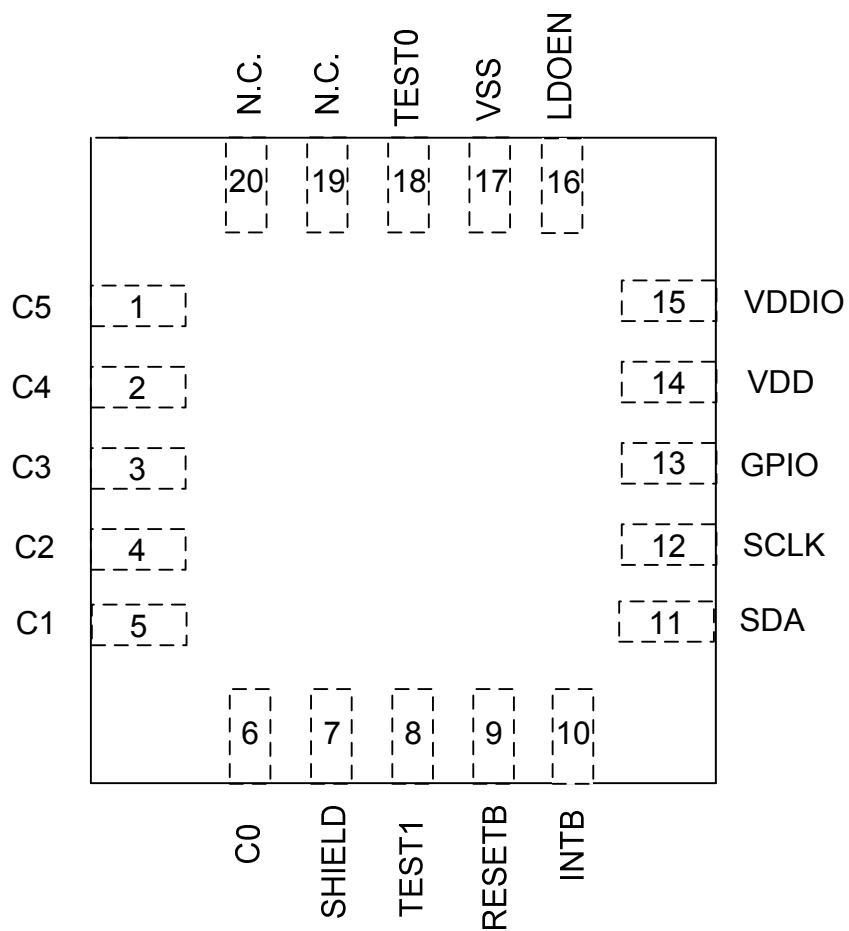 N.C. N.C. TEST0 VSS LDOEN
20 19 18 17 16
C5 1 15 VDDIO
C4 2 14 VDD
C3 3 13 GPIO
C2 4 12 SCLK
C1 5 11 SDA
6 7 8 9 10
C0 SHIELD TEST1 RESETB INTB